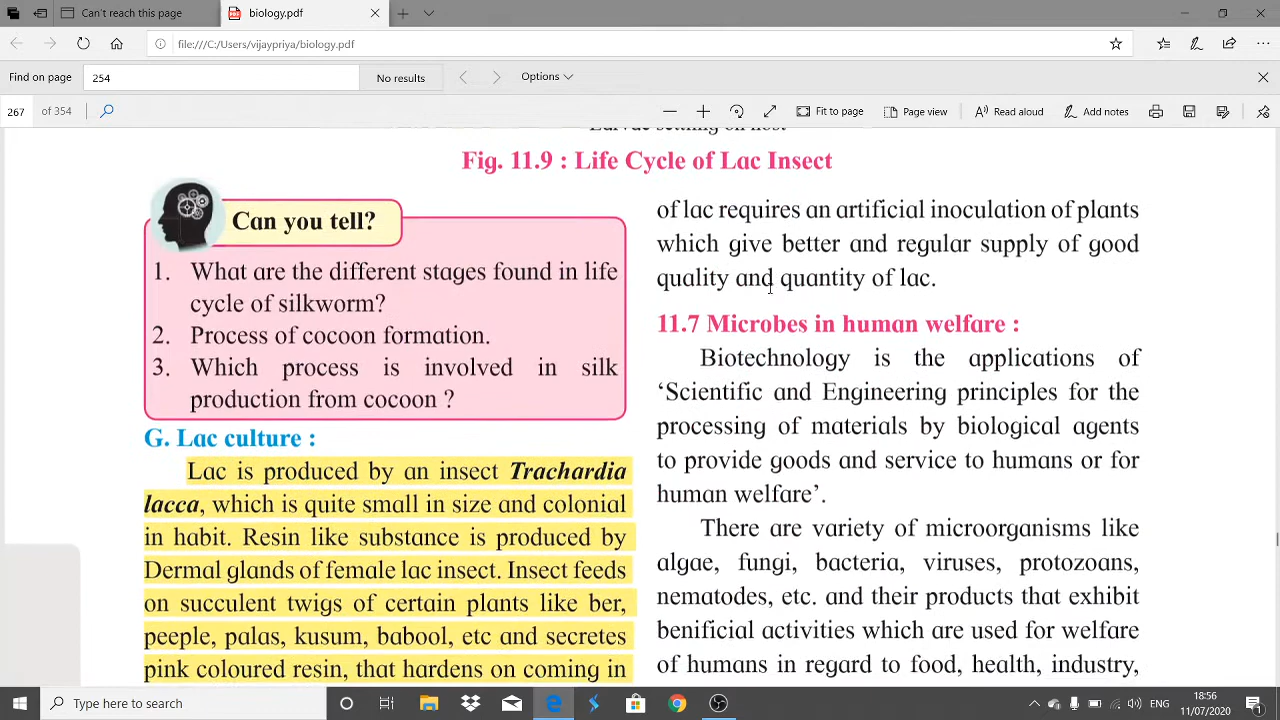 Start page
biology.pdf
file:///C:/Users/vijaypriya/biology.pdf
Find on page
254
No results
Options
267
of 354
Fit to page
Page view
Read aloud
Add notes
Larvae settling on host
Fig. 11.9 : Life Cycle of Lac Insect
Can you tell?
1. What are the different stages found in life
cycle of silkworm?
2. Process of cocoon formation.
3. Which process is involved in silk
production from cocoon ?
G. Lac culture :
Lac is produced by an insect Trachardia
lacca, which is quite small in size and colonial
in habit. Resin like substance is produced by
Dermal glands of female lac insect. Insect feeds
on succulent twigs of certain plants like ber,
peeple, palas, kusum, babool, etc and secretes
pink coloured resin, that hardens on coming in
of lac requires an artificial inoculation of plants
which give better and regular supply of good
quality and quantity of lac.
11.7 Microbes in human welfare :
Biotechnology is the applications of
‘Scientific and Engineering principles for the
processing of materials by biological agents
to provide goods and service to humans or for
human welfare’.
There are variety of microorganisms like
algae, fungi, bacteria, viruses, protozoans,
nematodes, etc. and their products that exhibit
benificial activities which are used for welfare
of humans in regard to food, health, industry,
Type here to search
ENG
18:56
11/07/2020